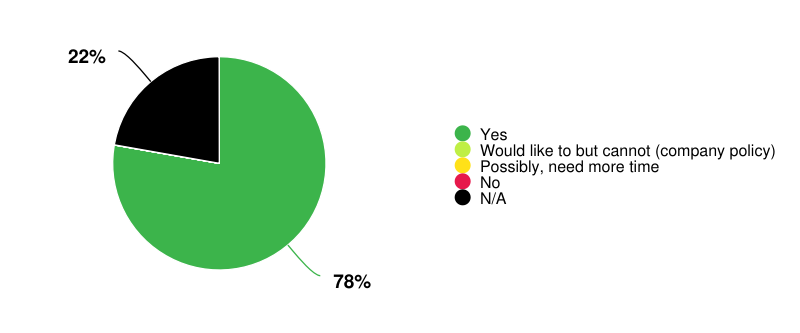 22%
78%
Yes
Would like to but cannot (company policy)
Possibly, need more time
No
N/A